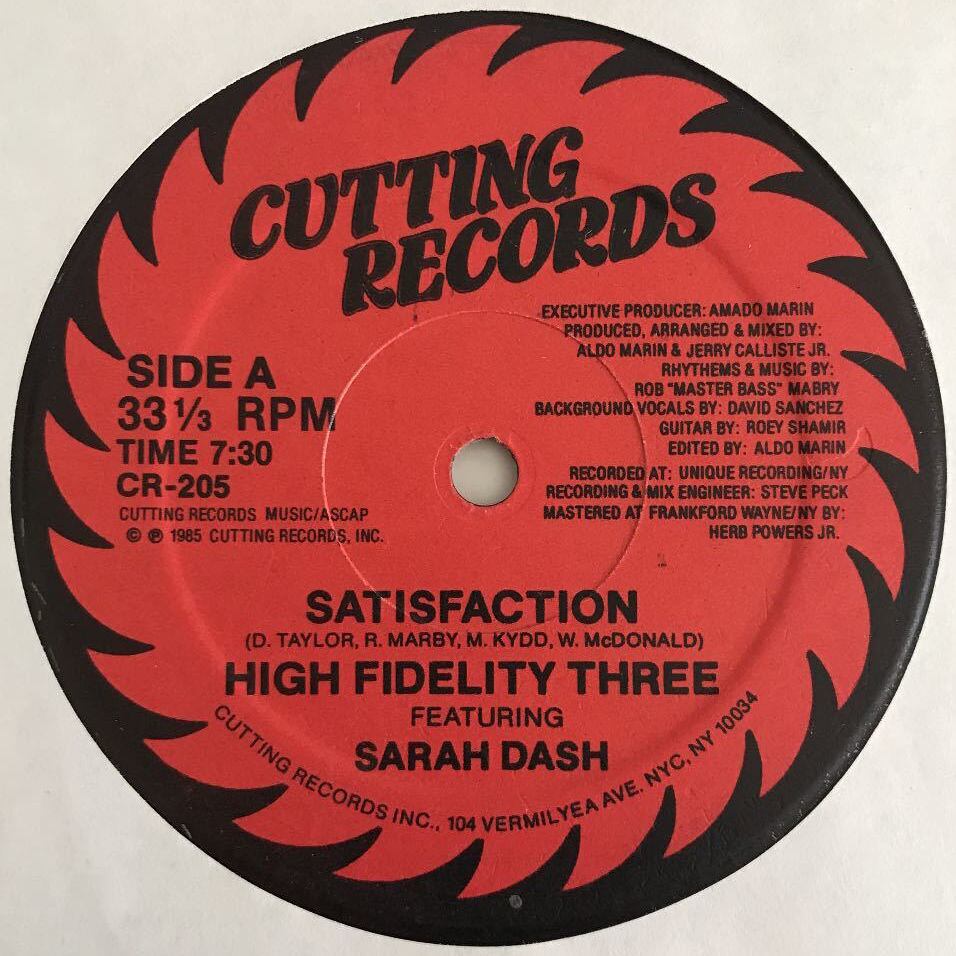 CUTTING
RECORDS
SIDE A
33 1/3 RPM
TIME 7:30
CR-205
CUTTING RECORDS MUSIC/ASCAP
© ℗ 1985 CUTTING RECORDS, INC.
EXECUTIVE PRODUCER: AMADO MARIN
PRODUCED, ARRANGED & MIXED BY:
ALDO MARIN & JERRY CALLISTE JR.
RHYTHEMS & MUSIC BY:
ROB "MASTER BASS" MABRY
BACKGROUND VOCALS BY: DAVID SANCHEZ
GUITAR BY: ROEY SHAMIR
EDITED BY: ALDO MARIN
RECORDED AT: UNIQUE RECORDING/NY
RECORDING & MIX ENGINEER: STEVE PECK
MASTERED AT FRANKFORD WAYNE/NY BY:
HERB POWERS JR.
SATISFACTION
(D. TAYLOR, R. MARBY, M. KYDD, W. McDONALD)
HIGH FIDELITY THREE
FEATURING
SARAH DASH
CUTTING RECORDS INC., 104 VERMILYEA AVE. NYC, NY 10034